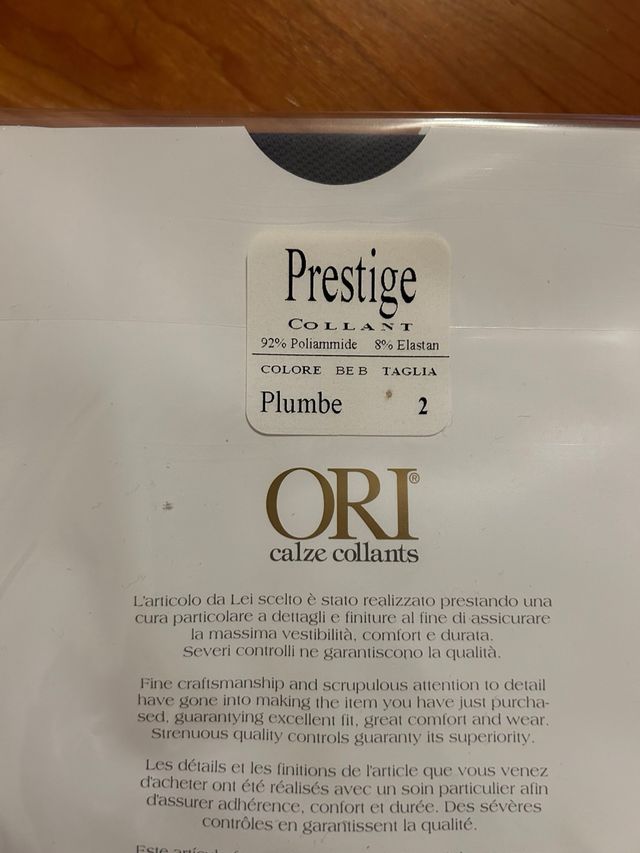 Prestige
COLLANT
92% Poliammide 8% Elastan
COLORE BE B TAGLIA
Plumbe 2
ORI®
calze collants
L'articolo da Lei scelto è stato realizzato prestando una
cura particolare a dettagli e finiture al fine di assicurare
la massima vestibilità, comfort e durata.
Severi controlli ne garantiscono la qualità.
Fine craftsmanship and scrupulous attention to detail
have gone into making the item you have just purcha-
sed, guarantying excellent fit, great comfort and wear.
Strenuous quality controls guaranty its superiority.
Les détails et les finitions de l'article que vous venez
d'acheter ont été réalisés avec un soin particulier afin
d'assurer adhérence, confort et durée. Des sévères
contrôles en garantissent la qualité.
Este